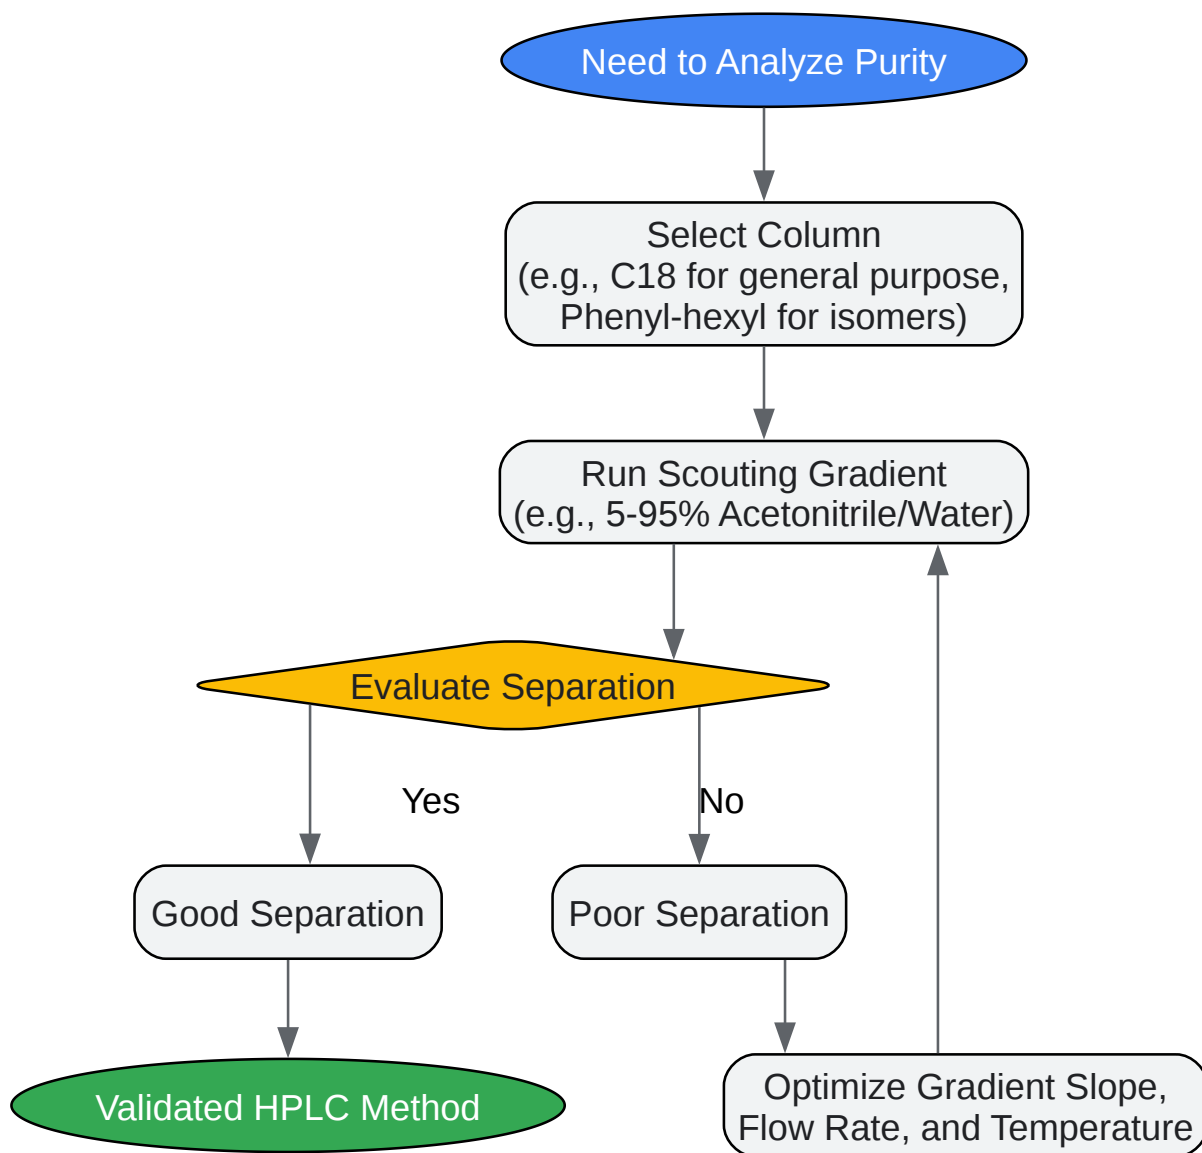 Need to Analyze Purity
Select Column
(e.g., C18 for general purpose,
Phenyl-hexyl for isomers)
Run Scouting Gradient
(e.g., 5-95% Acetonitrile/Water)
Evaluate Separation
Yes
No
Good Separation
Poor Separation
Validated HPLC Method
Optimize Gradient Slope,
Flow Rate, and Temperature